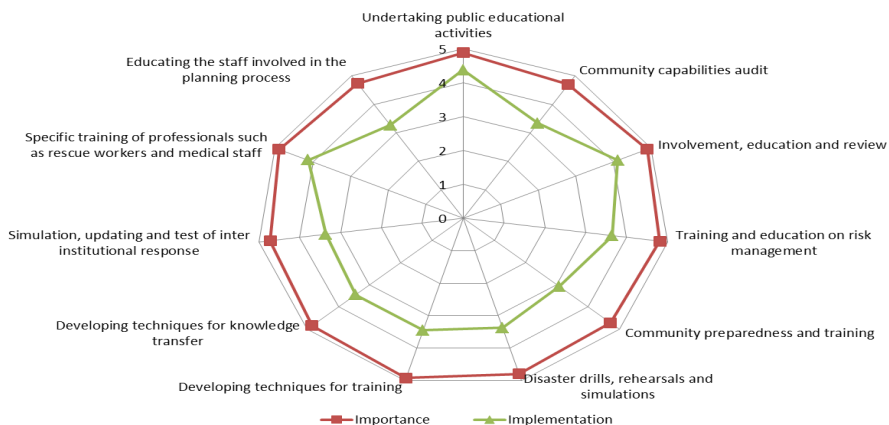 Undertaking public educational
activities
Educating the staff involved in the
planning process
Community capabilities audit
Specific training of professionals such
as rescue workers and medical staff
Involvement, education and review
Simulation, updating and test of inter
institutional response
Training and education on risk
management
Developing techniques for knowledge
transfer
Community preparedness and training
Developing techniques for training
Disaster drills, rehearsals and
simulations
5
4
3
2
1
0
Importance
Implementation